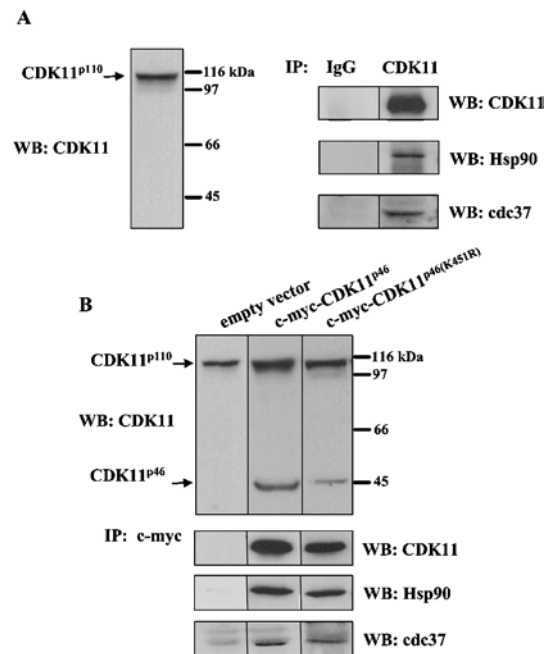 A
CDK11p110
116 kDa
97
66
45
WB: CDK11
IP: IgG CDK11
WB: CDK11
WB: Hsp90
WB: cdc37
B
empty vector
c-myc-CDK11p46
c-myc-CDK11p46(K451R)
CDK11p110
116 kDa
97
WB: CDK11
66
CDK11p46
45
IP: c-myc
WB: CDK11
WB: Hsp90
WB: cdc37